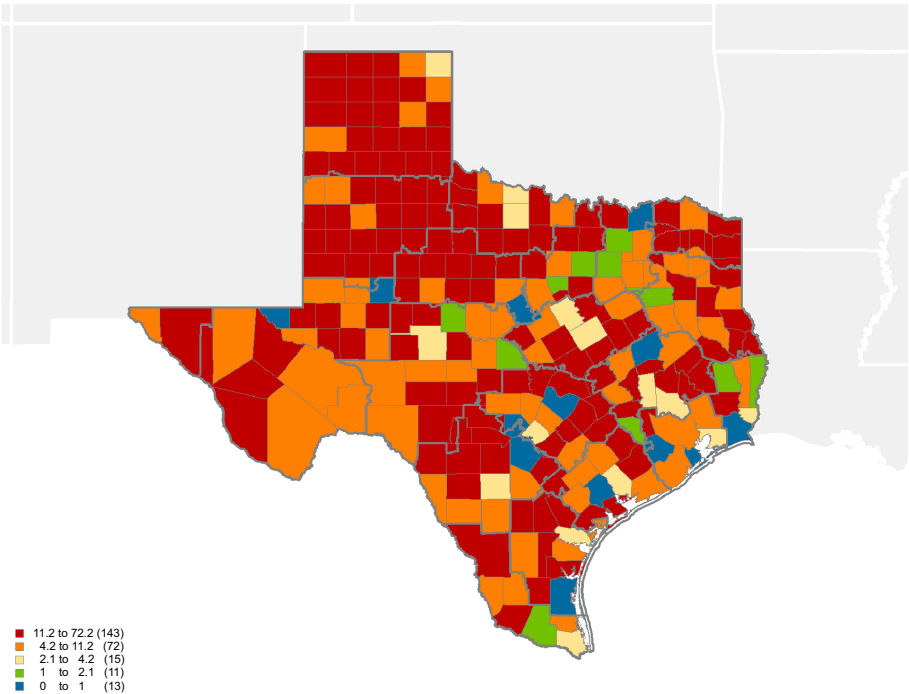 11.2 to 72.2 (143)
4.2 to 11.2 (72)
2.1 to 4.2 (15)
1 to 2.1 (11)
0 to 1 (13)